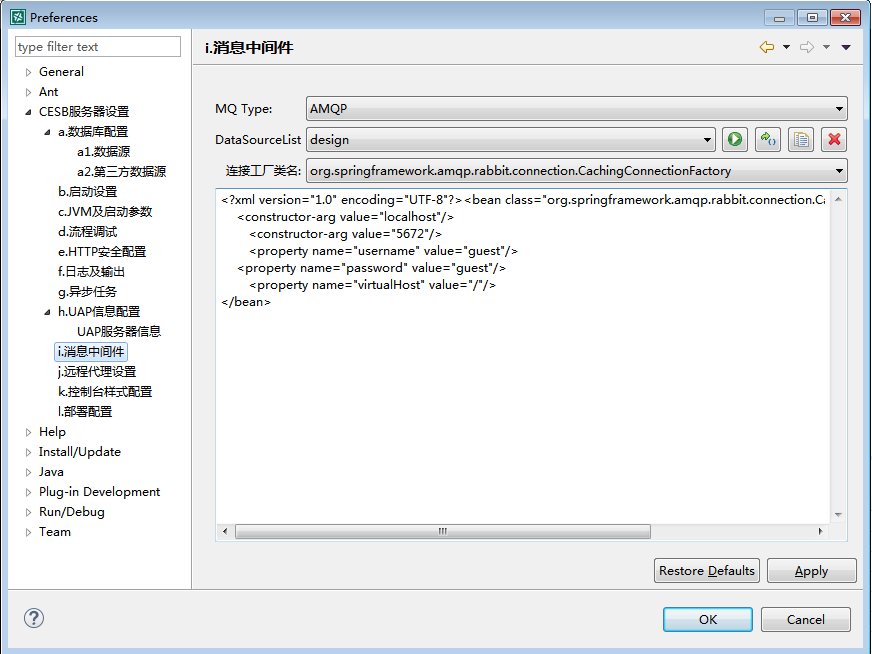 Preferences
type filter text
General
Ant
CESB服务器设置
a.数据库配置
a1.数据源
a2.第三方数据源
b.启动设置
c.JVM及启动参数
d.流程调试
e.HTTP安全配置
f.日志及输出
g.异步任务
h.UAP信息配置
UAP服务器信息
i.消息中间件
j.远程代理设置
k.控制台样式配置
l.部署配置
Help
Install/Update
Java
Plug-in Development
Run/Debug
Team
i.消息中间件
MQ Type: AMQP
DataSourceList design
连接工厂类名: org.springframework.amqp.rabbit.connection.CachingConnectionFactory
<?xml version="1.0" encoding="UTF-8"?><bean class="org.springframework.amqp.rabbit.connection.Ca
<constructor-arg value="localhost"/>
<constructor-arg value="5672"/>
<property name="username" value="guest"/>
<property name="password" value="guest"/>
<property name="virtualHost" value="/"/>
</bean>
Restore Defaults Apply
OK Cancel